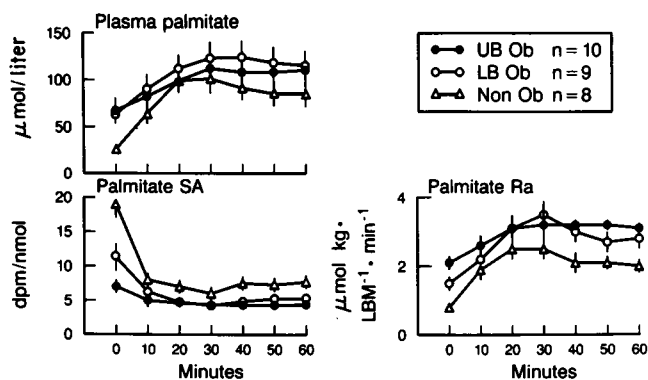 Plasma palmitate
μmol/liter
150
100
50
0
UB Ob n=10
LB Ob n=9
Non Ob n=8
Palmitate SA
dpm/nmol
20
15
10
5
0
0 10 20 30 40 50 60
Minutes
Palmitate Ra
μmol kg·
LBM⁻¹· min⁻¹
4
2
0
0 10 20 30 40 50 60
Minutes